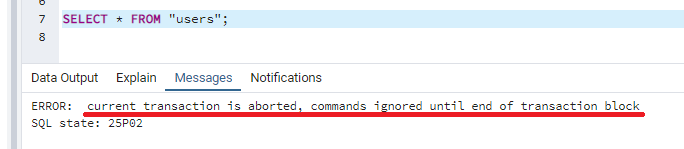 7 SELECT * FROM "users";
8
Data Output Explain Messages Notifications
ERROR: current transaction is aborted, commands ignored until end of transaction block
SQL state: 25P02